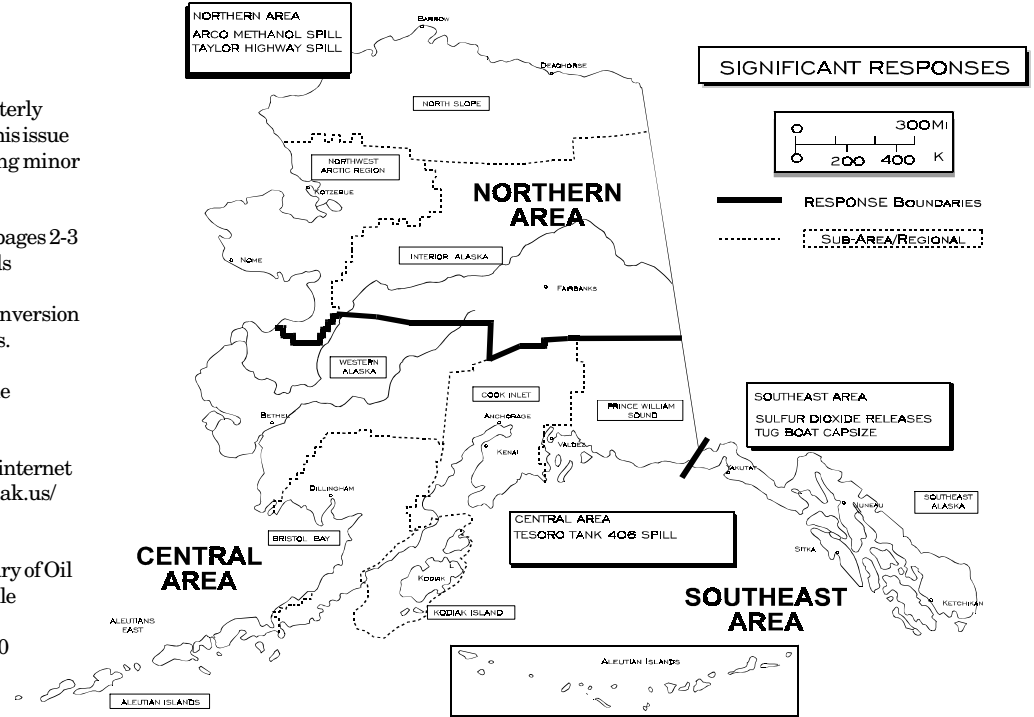 terly
his issue
ng minor
pages 2-3
ls
nversion
s.
e
internet
ak.us/
ry of Oil
le
0
NORTHERN AREA
ARCO METHANOL SPILL
TAYLOR HIGHWAY SPILL
BARROW
DEADHORSE
SIGNIFICANT RESPONSES
0
300 MI
0
200
400
K
RESPONSE BOUNDARIES
SUB-AREA/REGIONAL
NORTH SLOPE
NORTHWEST
ARCTIC REGION
KOTZEBUE
NORTHERN
AREA
NOME
INTERIOR ALASKA
FAIRBANKS
WESTERN
ALASKA
COOK INLET
PRINCE WILLIAM
SOUND
BETHEL
ANCHORAGE
KENAI
VALDEZ
SOUTHEAST AREA
SULFUR DIOXIDE RELEASES
TUG BOAT CAPSIZE
YAKUTAT
DILLINGHAM
BRISTOL BAY
CENTRAL AREA
TESORO TANK 408 SPILL
JUNEAU
SOUTHEAST
ALASKA
SITKA
CENTRAL
AREA
KODIAK
KODIAK ISLAND
SOUTHEAST
AREA
KETCHIKAN
ALEUTIANS
EAST
ALEUTIAN ISLANDS
ALEUTIAN ISLANDS